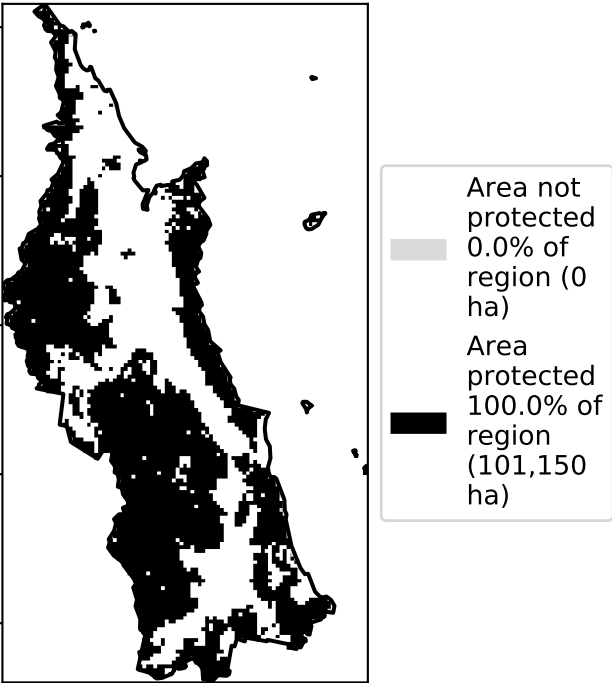 Area not
protected
0.0% of
region (0
ha)
Area
protected
100.0% of
region
(101,150
ha)